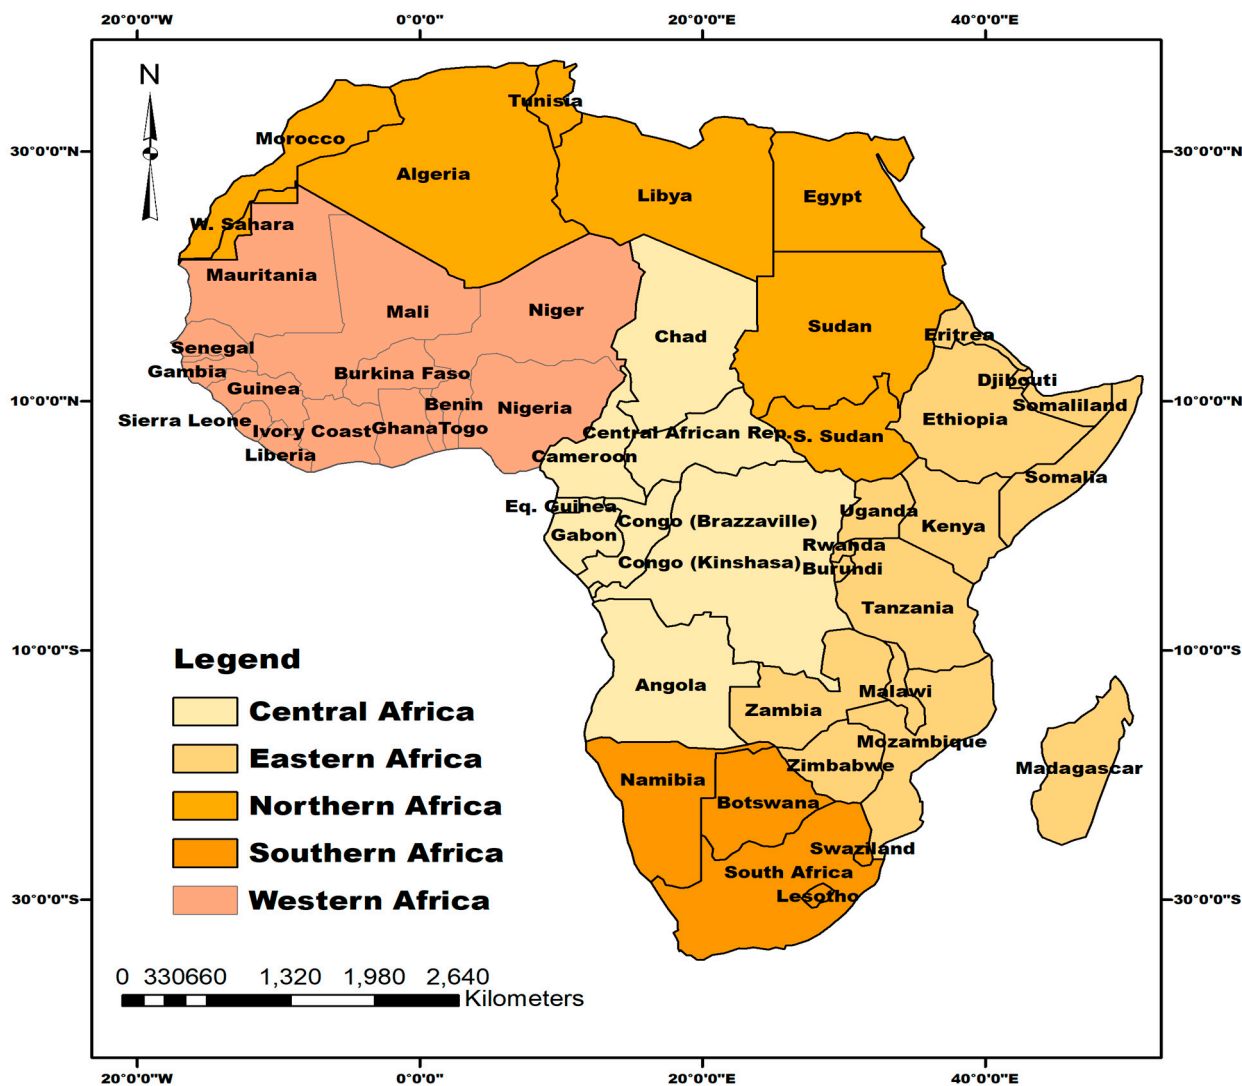 20°0'0"W 0°0'0" 20°0'0"E 40°0'0"E
N
Tunisia
Morocco
30°0'0"N 30°0'0"N
Algeria
Libya Egypt
W. Sahara
Mauritania
Mali Niger
Chad Sudan
Eritrea
Senegal
Gambia Burkina Faso
Guinea
Djibouti
10°0'0"N Benin Nigeria Somaliland 10°0'0"N
Sierra Leone Ethiopia
Ivory Coast Ghana Togo Central African Rep. S. Sudan
Liberia Cameroon
Somalia
Eq. Guinea Uganda
Congo (Brazzaville) Kenya
Gabon
Rwanda
Congo (Kinshasa) Burundi
Tanzania
10°0'0"S 10°0'0"S
Legend
Angola Malawi
Central Africa Zambia
Mozambique
Eastern Africa Zimbabwe Madagascar
Namibia
Northern Africa Botswana
Southern Africa Swaziland
South Africa
Western Africa Lesotho
30°0'0"S 30°0'0"S
0 330 660 1,320 1,980 2,640
Kilometers
20°0'0"W 0°0'0" 20°0'0"E 40°0'0"E